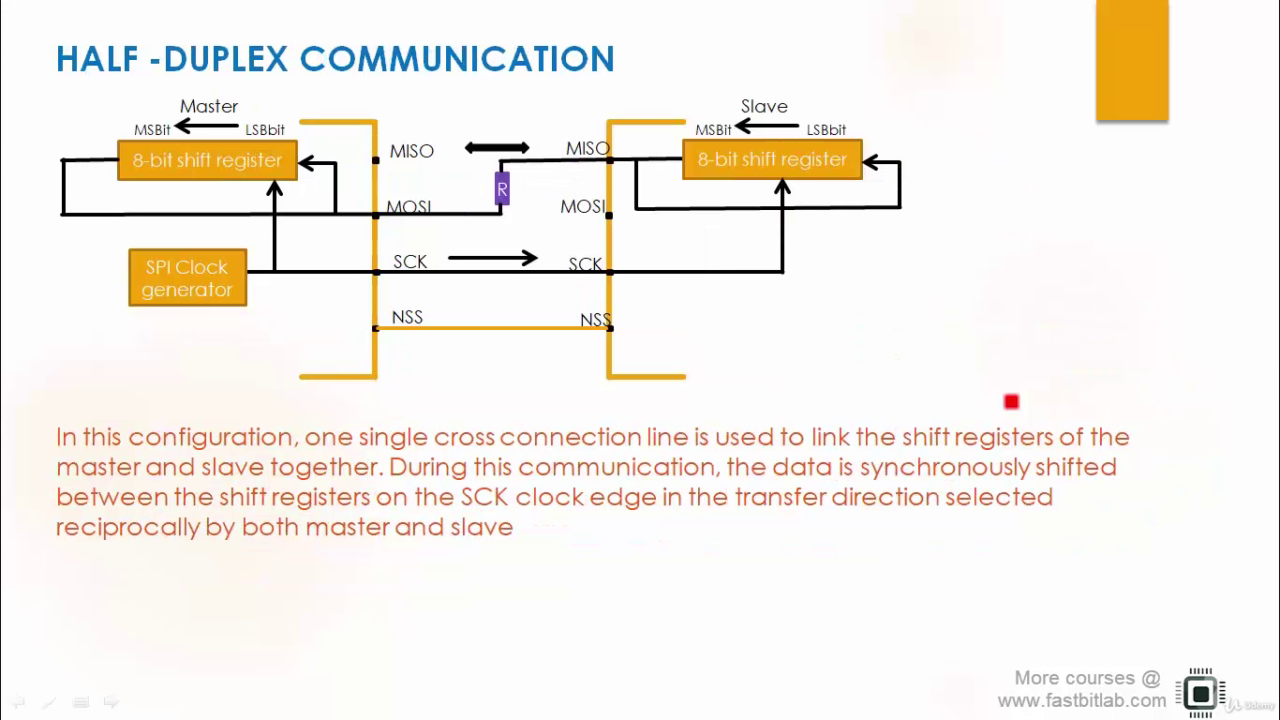 HALF -DUPLEX COMMUNICATION
Master
MSBit LSBbit
8-bit shift register
Slave
MSBit LSBbit
8-bit shift register
MISO
MISO
R
MOSI
MOSI
SPI Clock
generator
SCK
SCK
NSS
NSS
In this configuration, one single cross connection line is used to link the shift registers of the
master and slave together. During this communication, the data is synchronously shifted
between the shift registers on the SCK clock edge in the transfer direction selected
reciprocally by both master and slave
More courses @
www.fastbitlab.com
Udemy